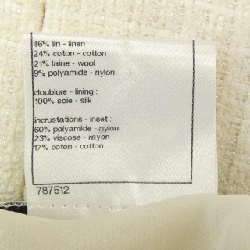 46% lin - linen
24% coton - cotton
21% laine - wool
9% polyamide - nylon
doublure - lining :
100% soie - silk
incrustations - inset :
60% polyamide - nylon
23% viscose - rayon
17% coton - cotton
787512